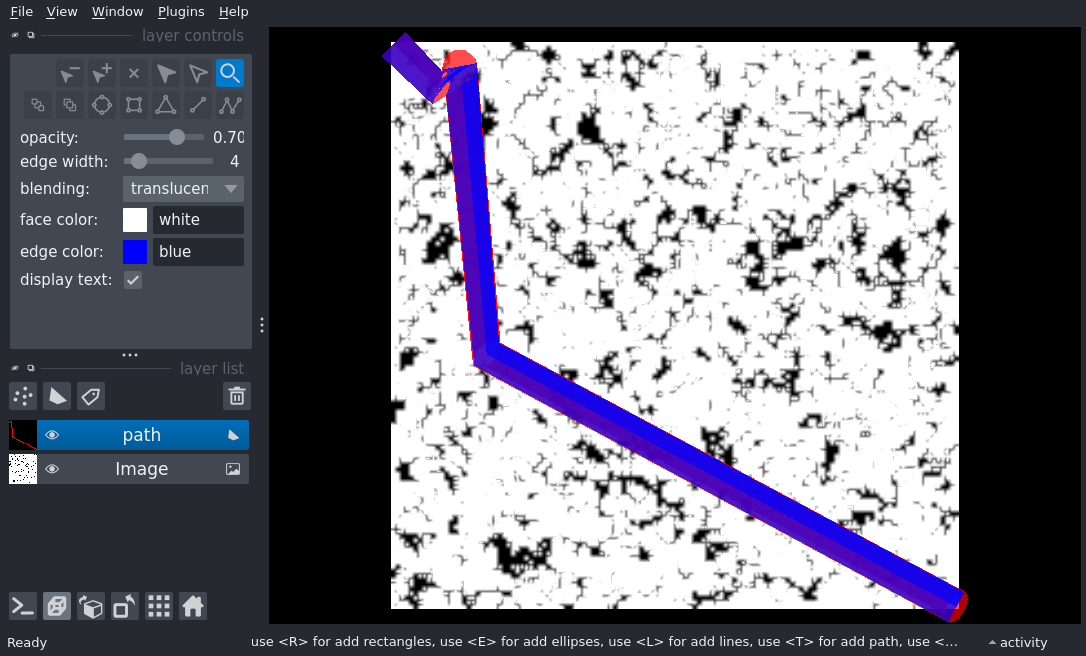 File View Window Plugins Help
layer controls
opacity: 0.70
edge width: 4
blending: translucen
face color: white
edge color: blue
display text:
layer list
path
Image
Ready use <R> for add rectangles, use <E> for add ellipses, use <L> for add lines, use <T> for add path, use <... activity